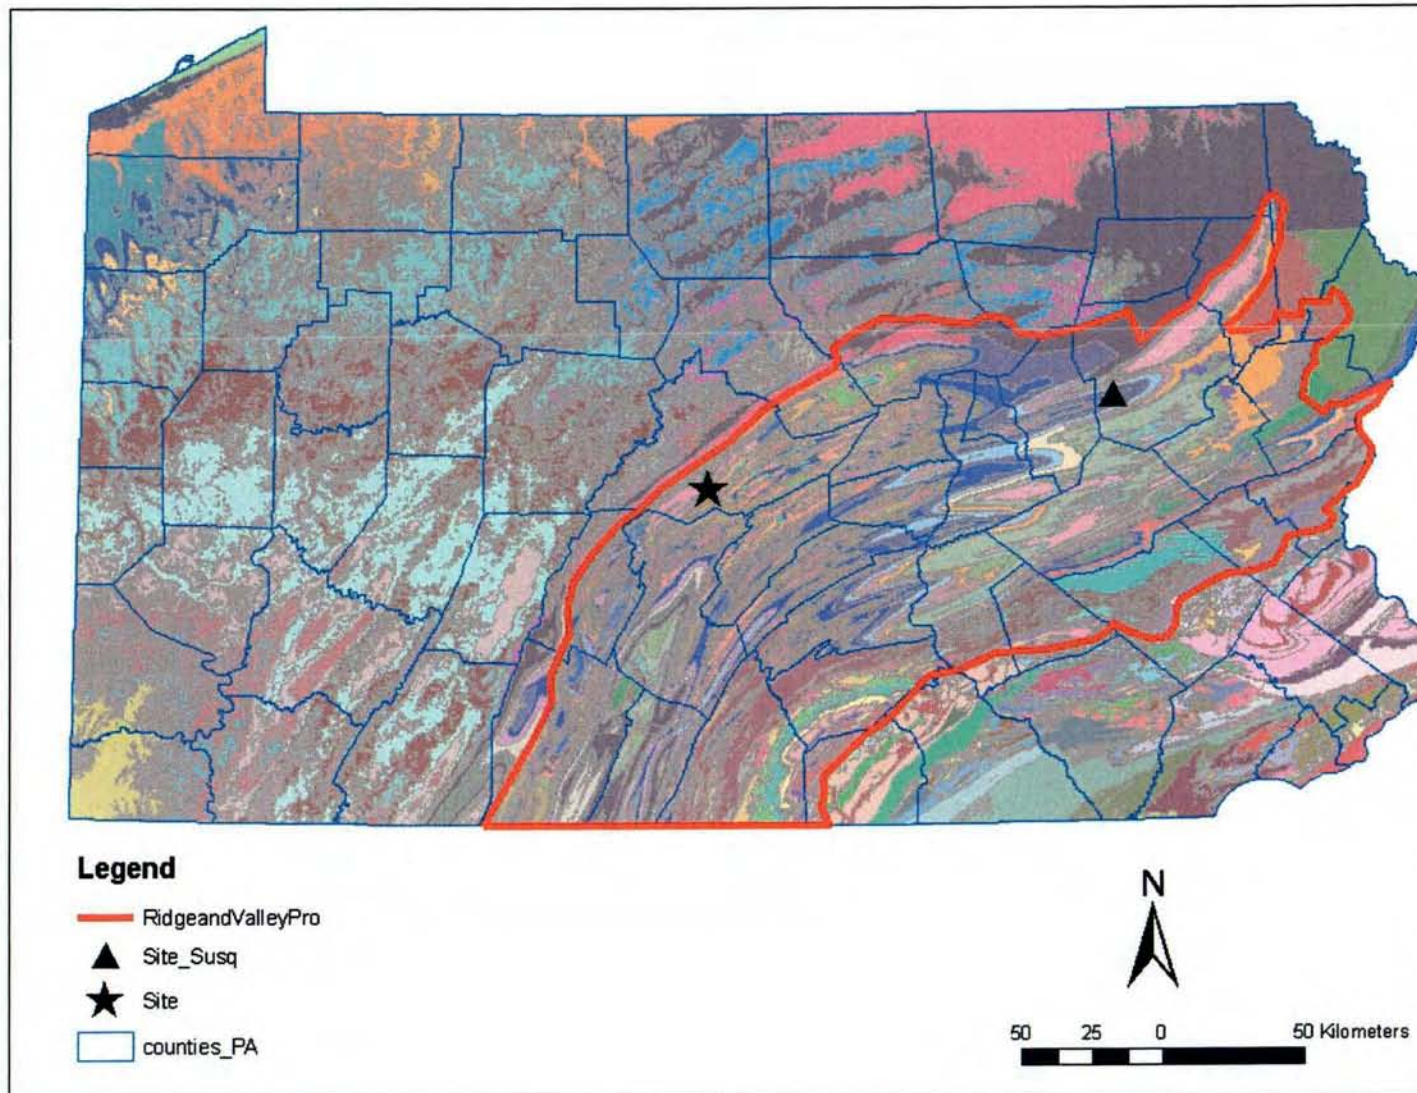 Legend
RidgeandValleyPro
Site_Susq
Site
counties_PA
N
50 25 0 50 Kilometers